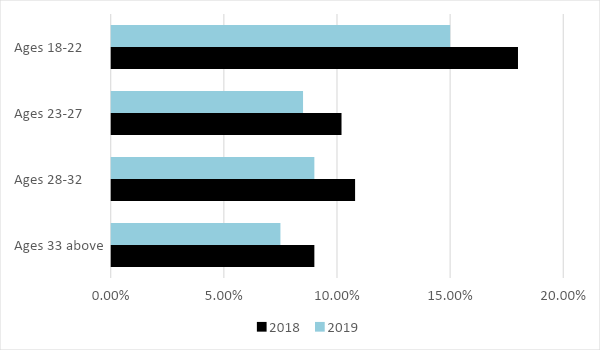 Ages 18-22
Ages 23-27
Ages 28-32
Ages 33 above
0.00% 5.00% 10.00% 15.00% 20.00%
2018 2019